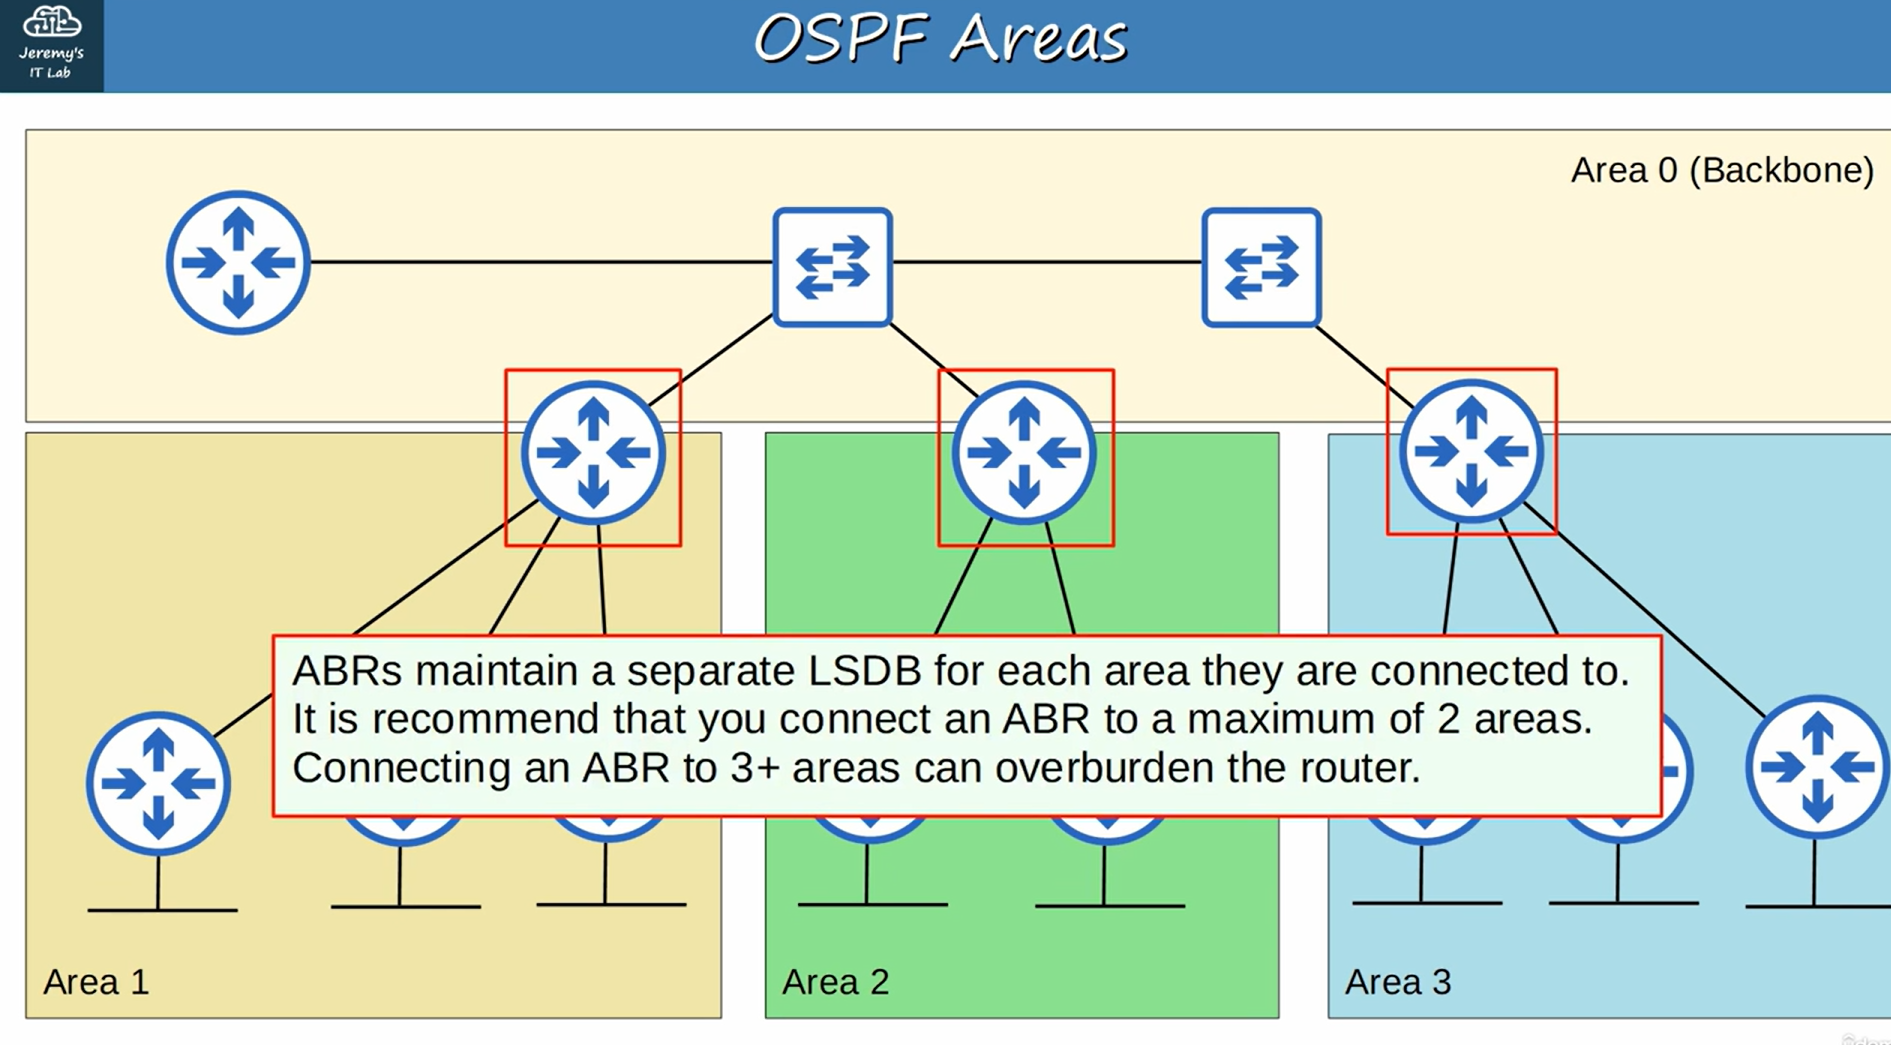 Jeremy's
IT Lab
OSPF Areas
Area 0 (Backbone)
ABRs maintain a separate LSDB for each area they are connected to.
It is recommend that you connect an ABR to a maximum of 2 areas.
Connecting an ABR to 3+ areas can overburden the router.
Area 1
Area 2
Area 3